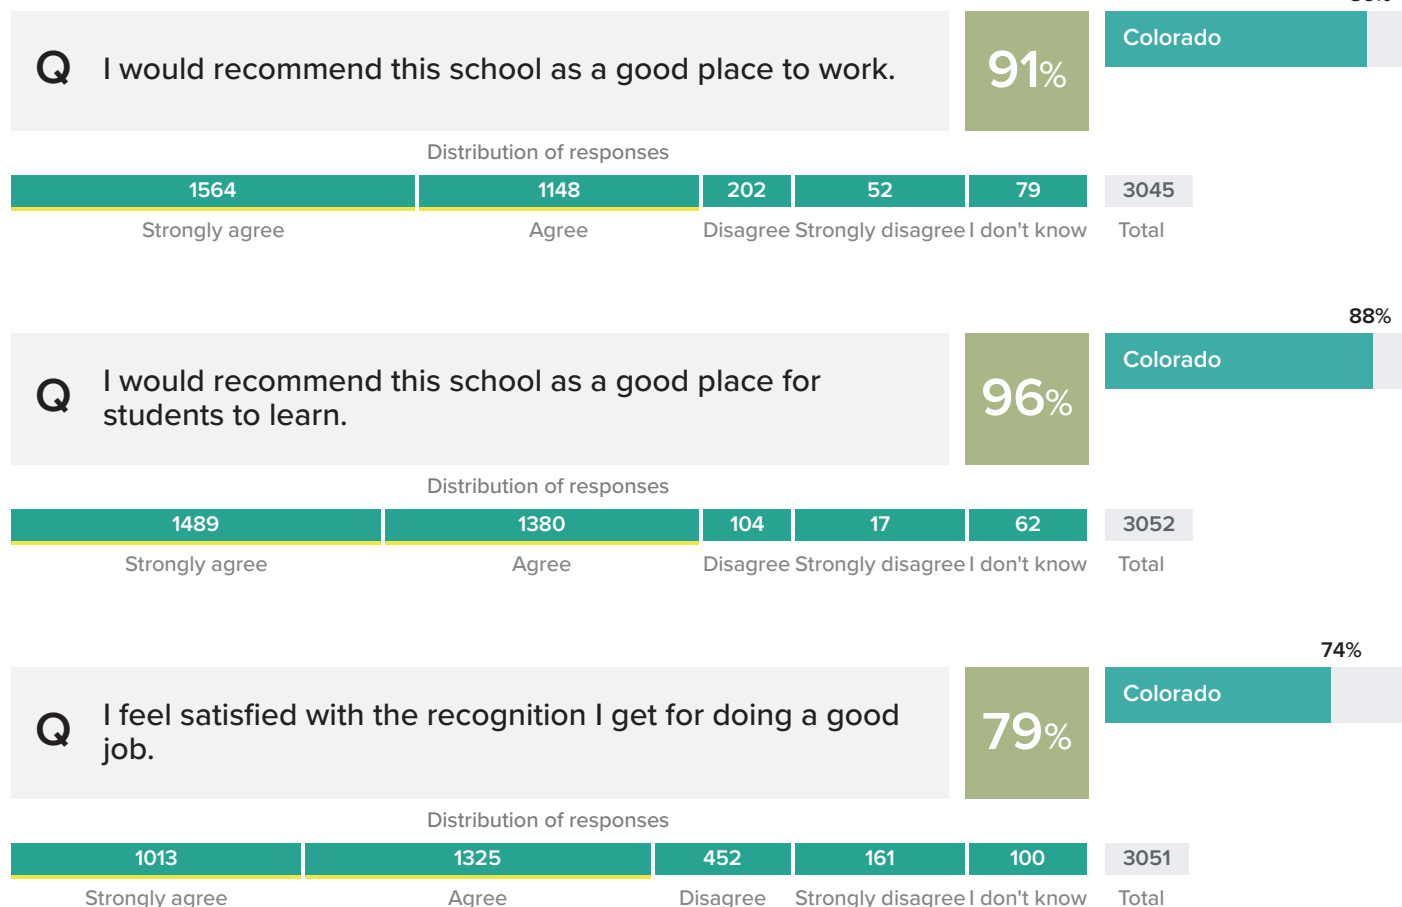 Q I would recommend this school as a good place to work. 91% Colorado
Distribution of responses
1564 1148 202 52 79 3045
Strongly agree Agree Disagree Strongly disagree I don't know Total
88%
Q I would recommend this school as a good place for
students to learn. 96% Colorado
Distribution of responses
1489 1380 104 17 62 3052
Strongly agree Agree Disagree Strongly disagree I don't know Total
74%
Q I feel satisfied with the recognition I get for doing a good
job. 79% Colorado
Distribution of responses
1013 1325 452 161 100 3051
Strongly agree Agree Disagree Strongly disagree I don't know Total